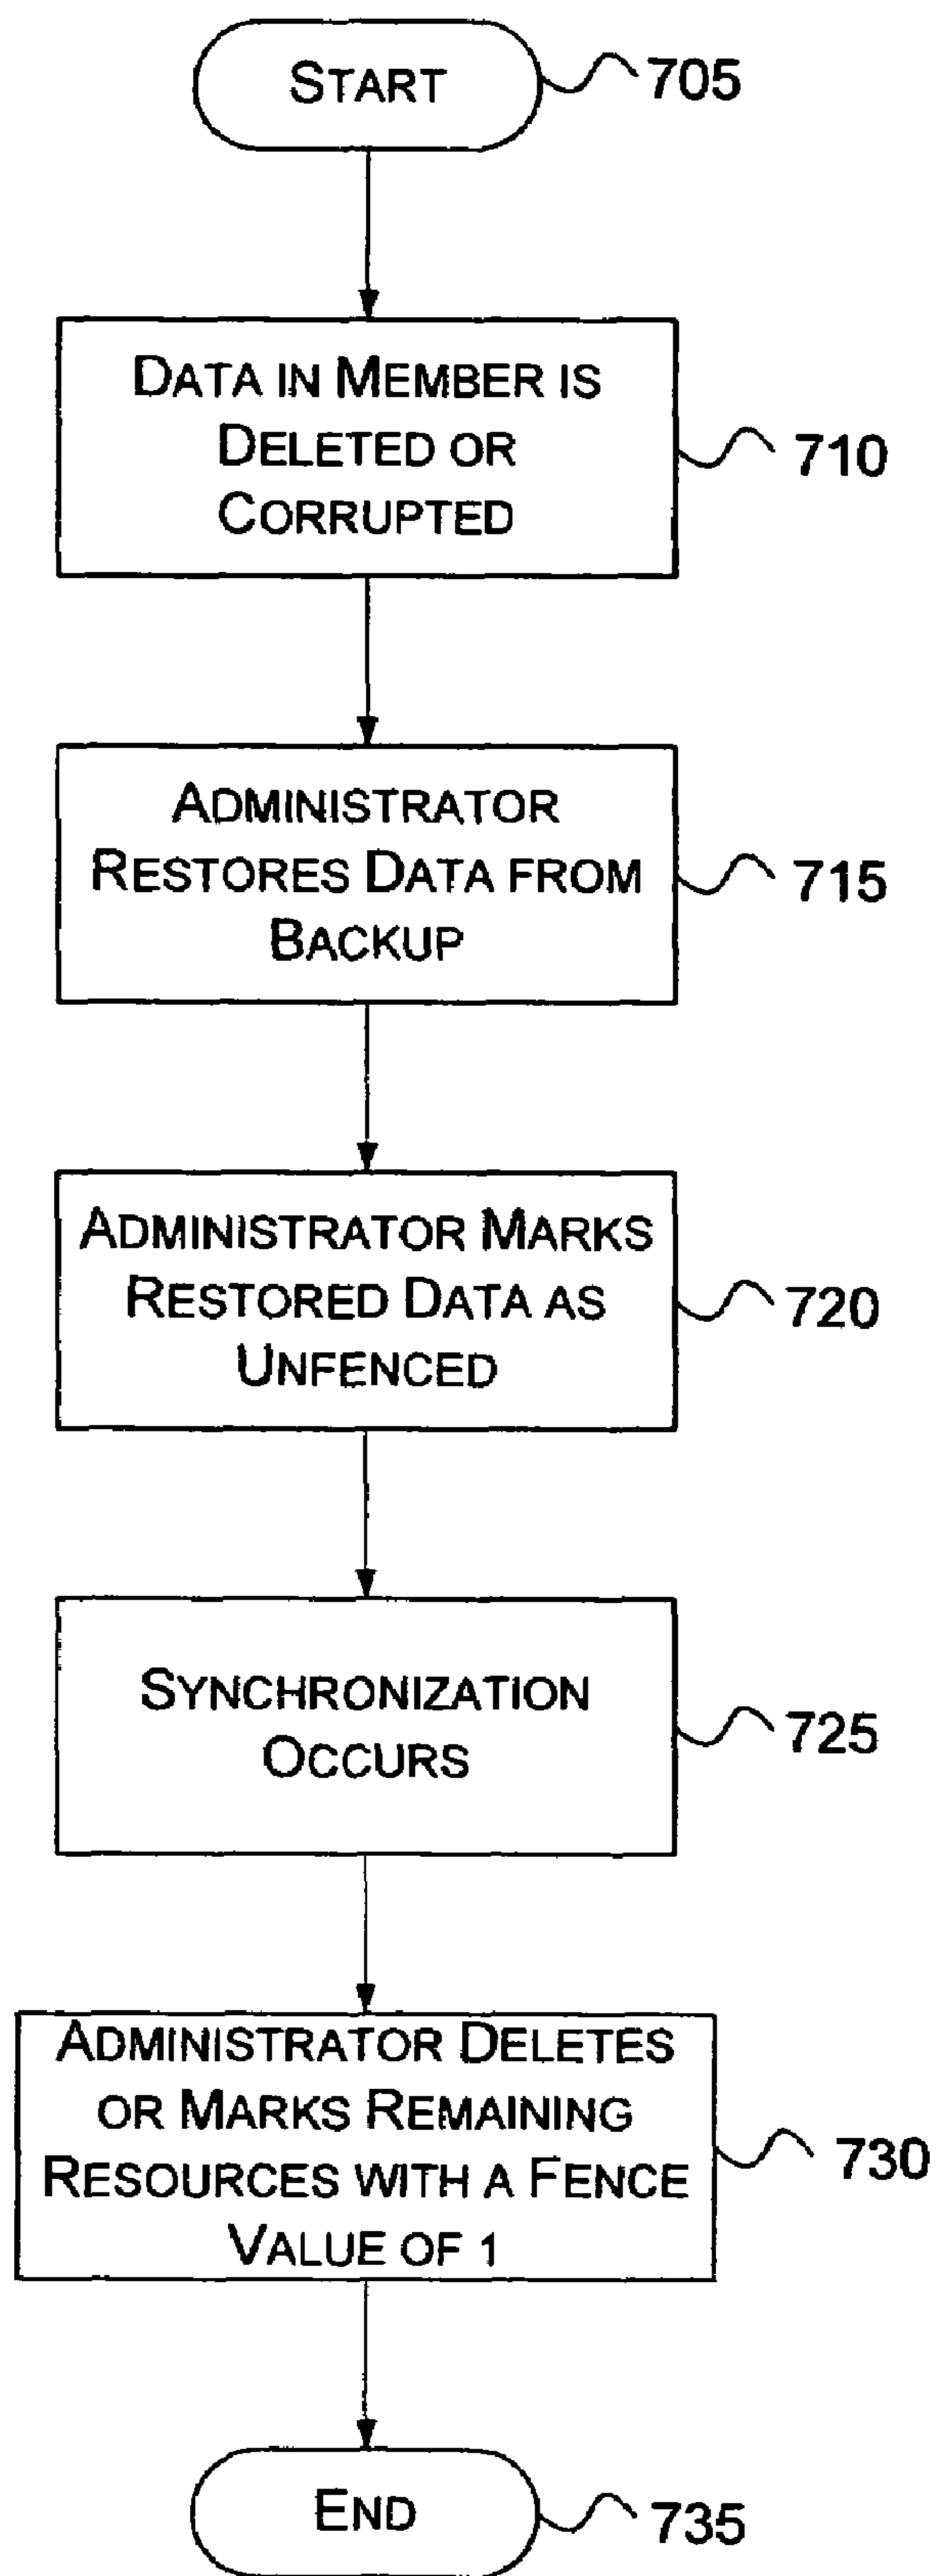 START
705
DATA IN MEMBER IS
DELETED OR
CORRUPTED
710
ADMINISTRATOR
RESTORES DATA FROM
BACKUP
715
ADMINISTRATOR MARKS
RESTORED DATA AS
UNFENCED
720
SYNCHRONIZATION
OCCURS
725
ADMINISTRATOR DELETES
OR MARKS REMAINING
RESOURCES WITH A FENCE
VALUE OF 1
730
END
735